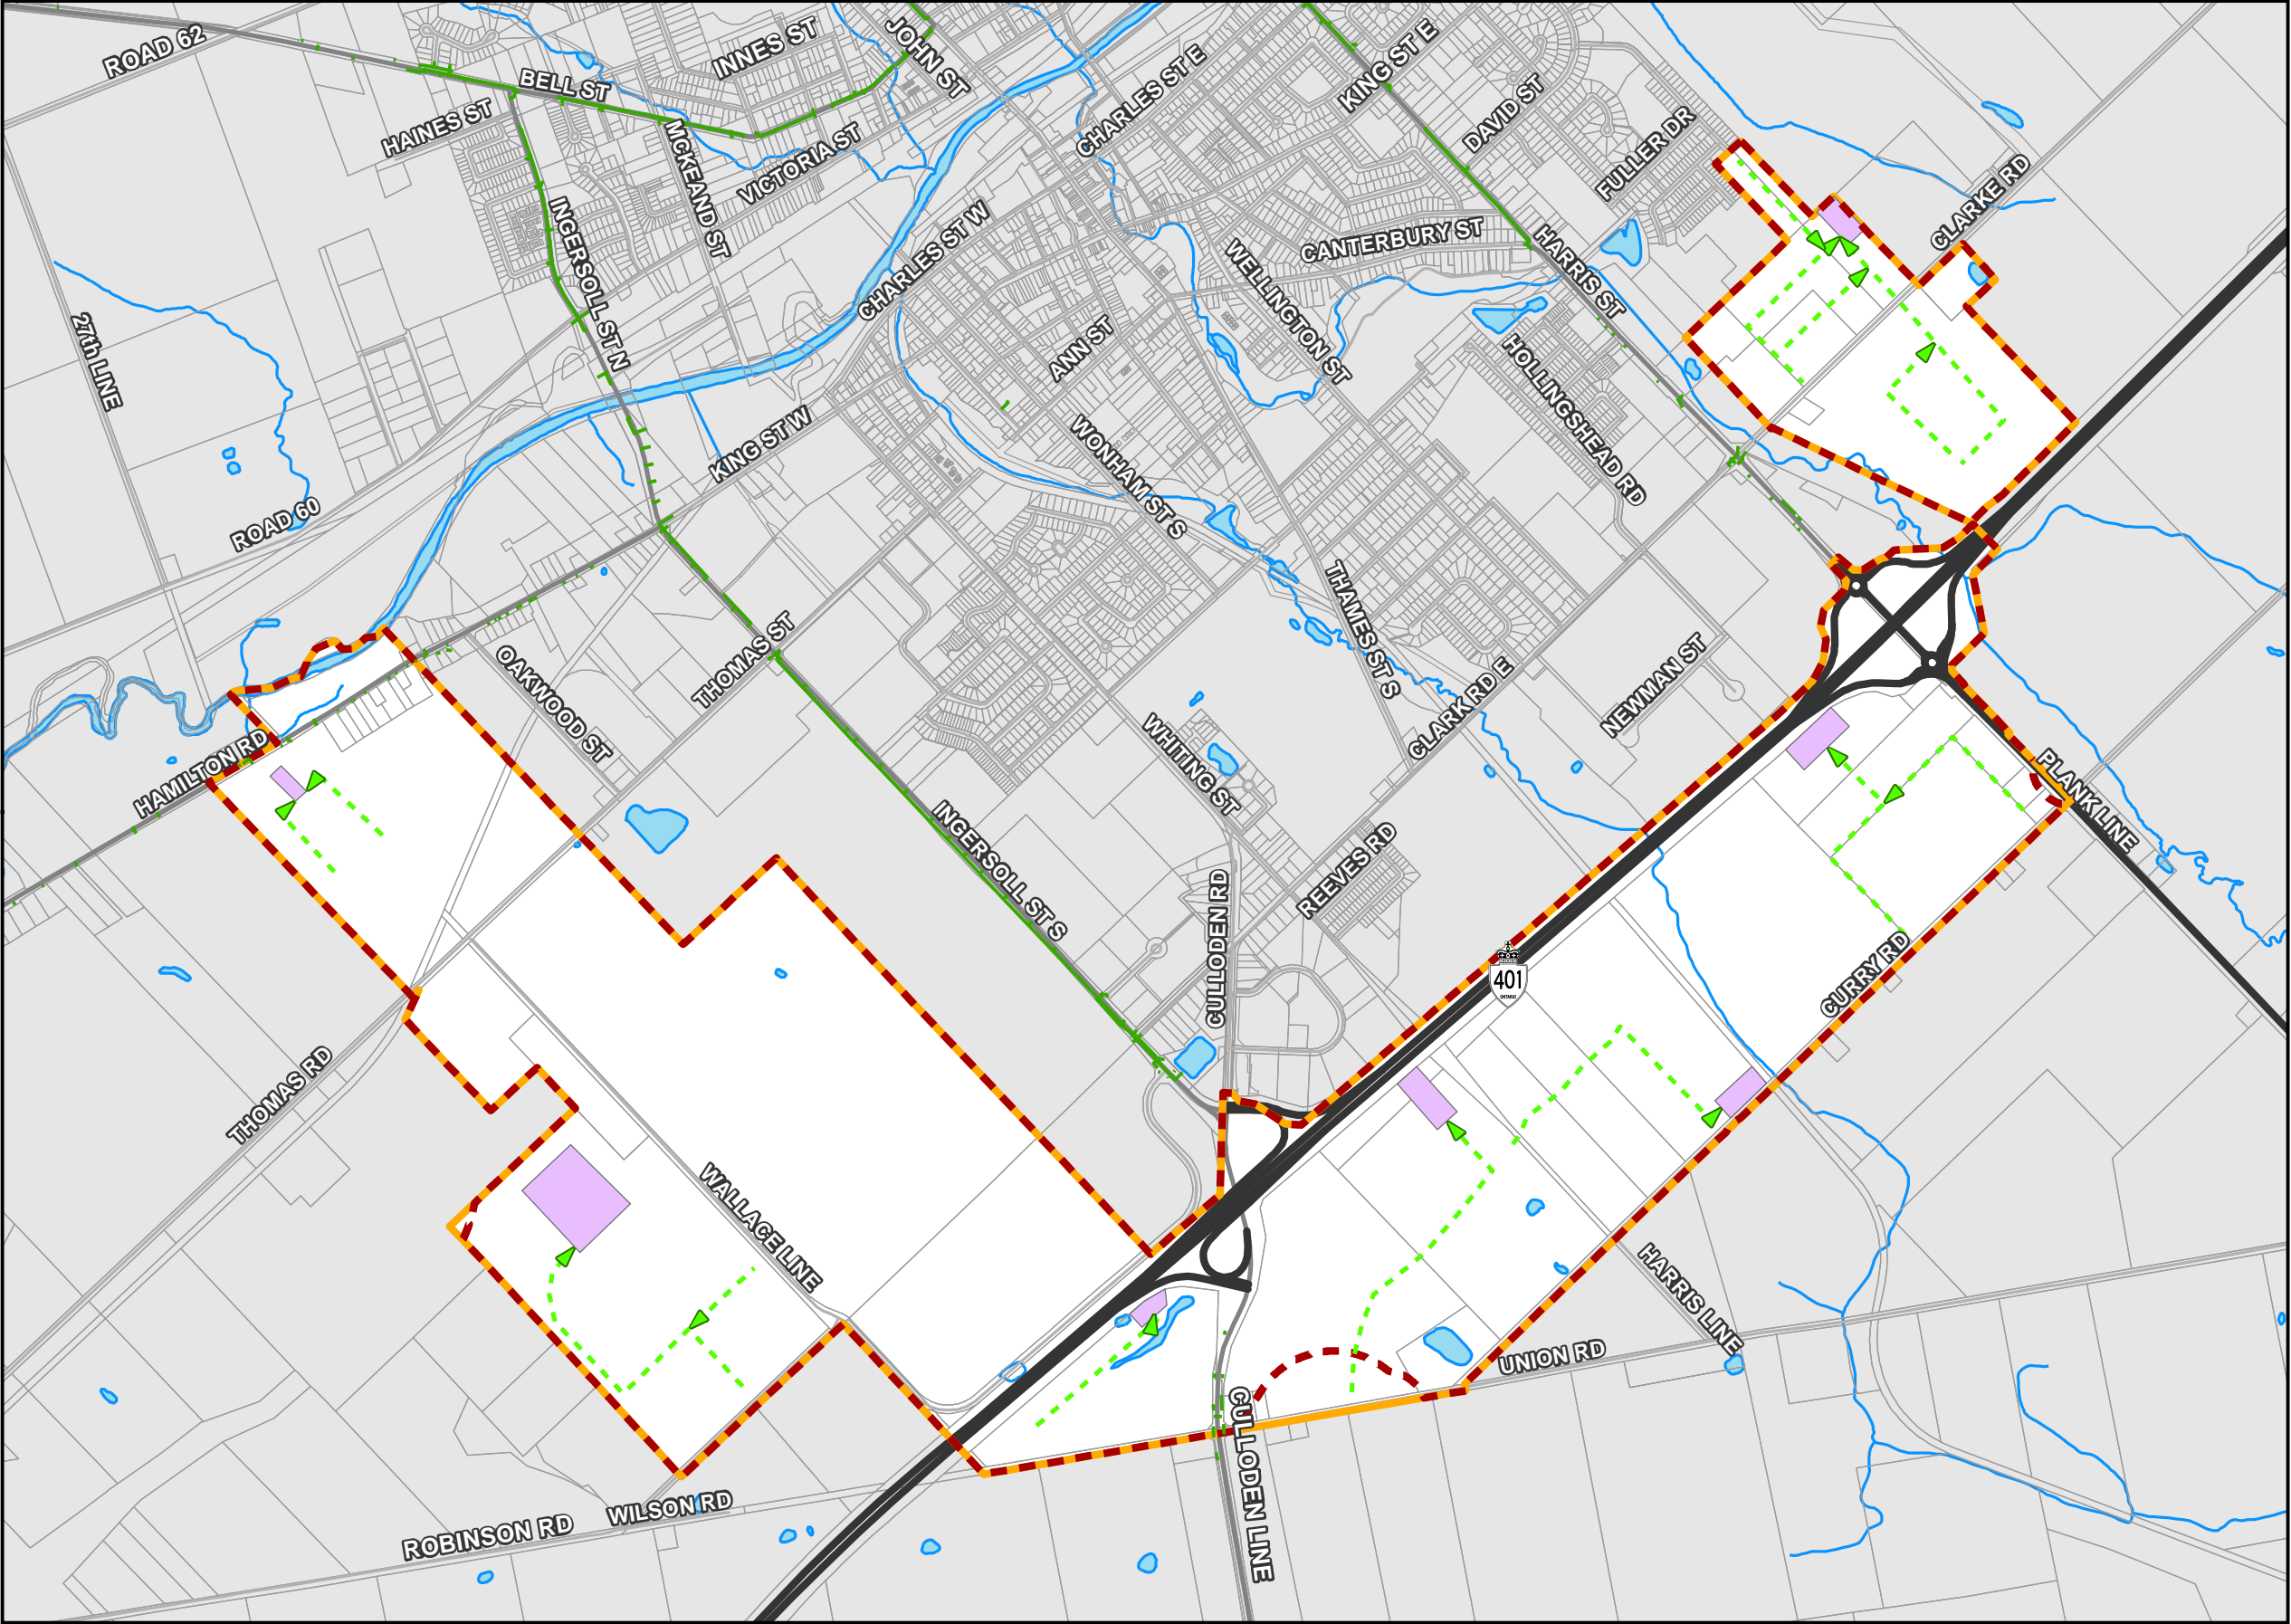 ROAD 62
INNES ST
JOHN ST
BELL ST
HAINES ST
MCKEAND ST
VICTORIA ST
CHARLES ST E
KING ST E
DAVID ST
FULLER DR
CLARKE RD
INGERSOLL ST N
CHARLES ST W
WELLINGTON ST
CANTERBURY ST
HARRIS ST
27th LINE
ANN ST
HOLLINGSHEAD RD
KING ST W
WONHAM ST S
ROAD 60
THAMES ST S
OAKWOOD ST
THOMAS ST
CLARK RD E
NEWMAN ST
HAMILTON RD
WHITING ST
PLANK LINE
INGERSOLL ST S
CULLODEN RD
REEVES RD
401
ONTARIO
CURRY RD
THOMAS RD
WALLACE LINE
HARRIS LINE
UNION RD
CULLODEN LINE
ROBINSON RD
WILSON RD